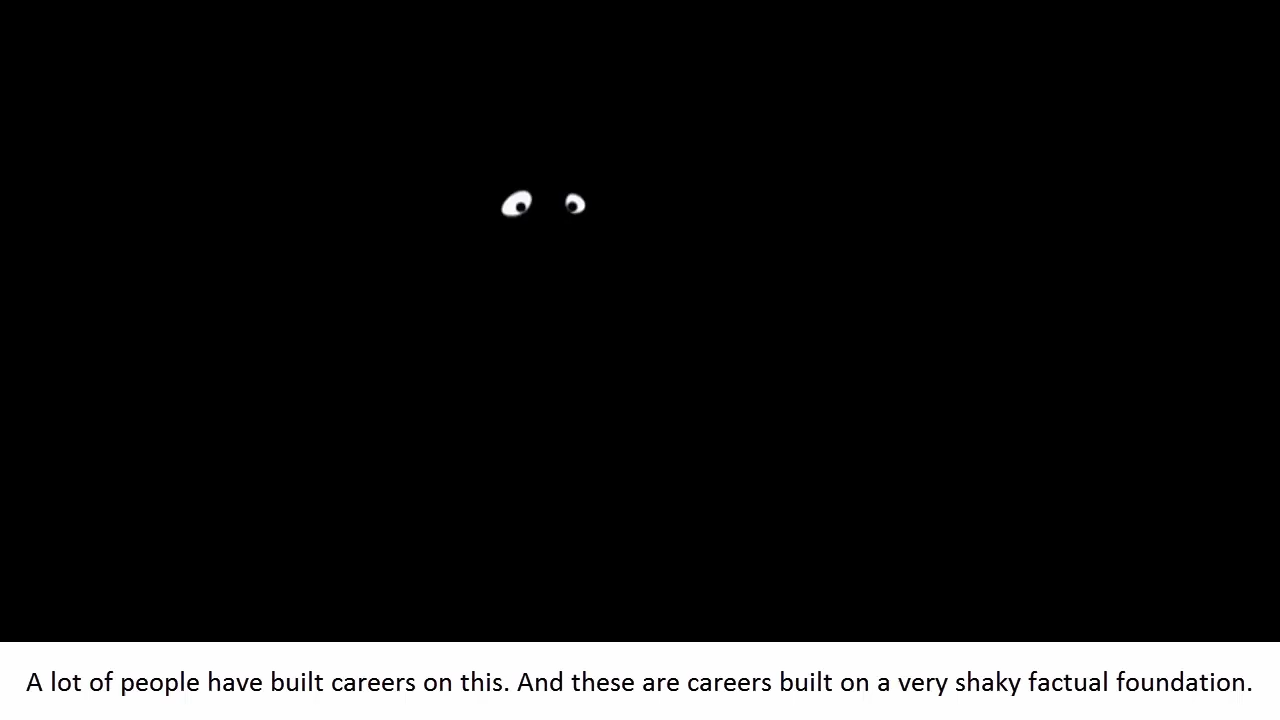 A lot of people have built careers on this. And these are careers built on a very shaky factual foundation.